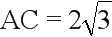 AC = 2√3